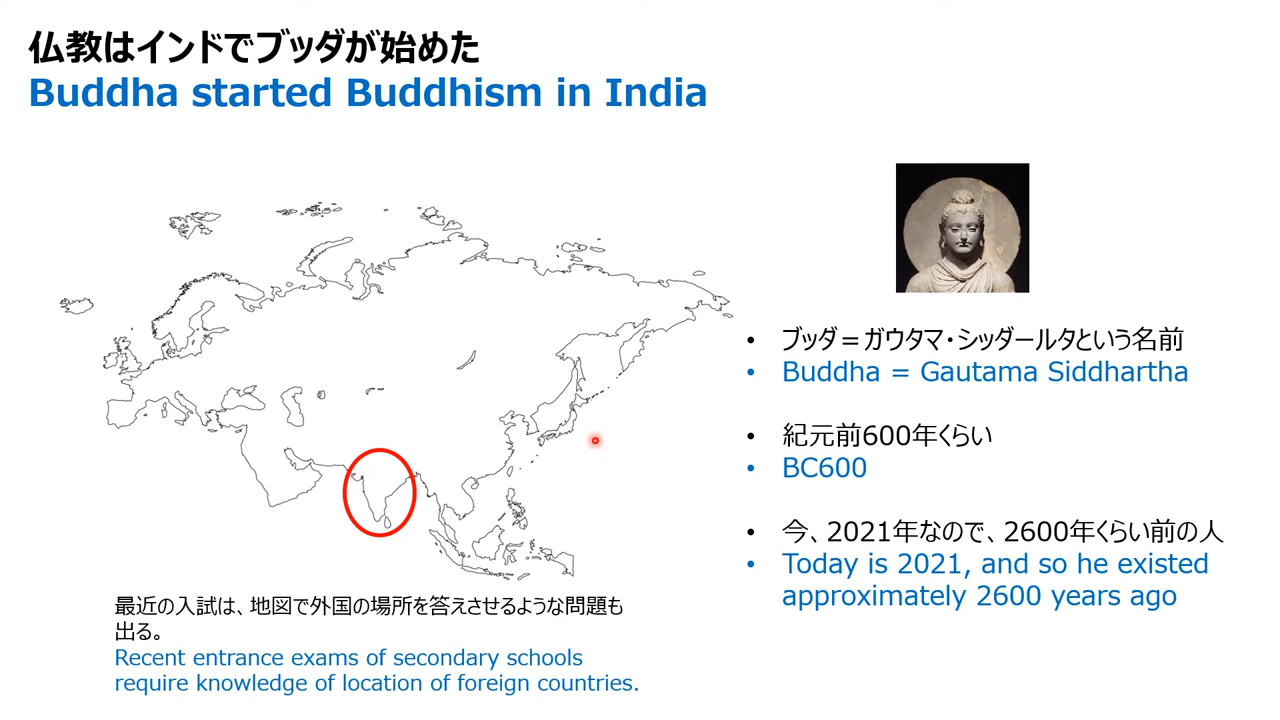 仏教はインドでブッダが始めた
Buddha started Buddhism in India
• ブッダ＝ガウタマ・シッダールタという名前
• Buddha = Gautama Siddhartha
• 紀元前600年くらい
• BC600
• 今、2021年なので、2600年くらい前の人
• Today is 2021, and so he existed
approximately 2600 years ago
最近の入試は、地図で外国の場所を答えさせるような問題も
出る。
Recent entrance exams of secondary schools
require knowledge of location of foreign countries.